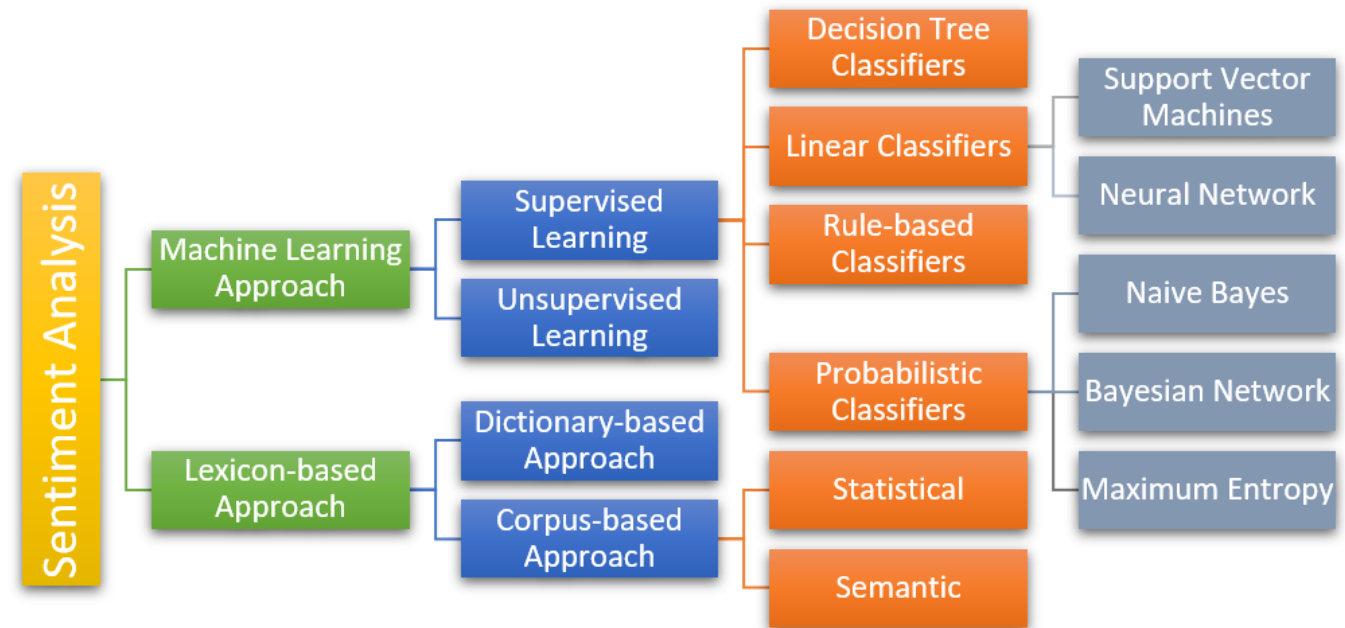 Sentiment Analysis
Machine Learning
Approach
Lexicon-based
Approach
Supervised
Learning
Unsupervised
Learning
Dictionary-based
Approach
Corpus-based
Approach
Decision Tree
Classifiers
Linear Classifiers
Rule-based
Classifiers
Probabilistic
Classifiers
Statistical
Semantic
Support Vector
Machines
Neural Network
Naive Bayes
Bayesian Network
Maximum Entropy